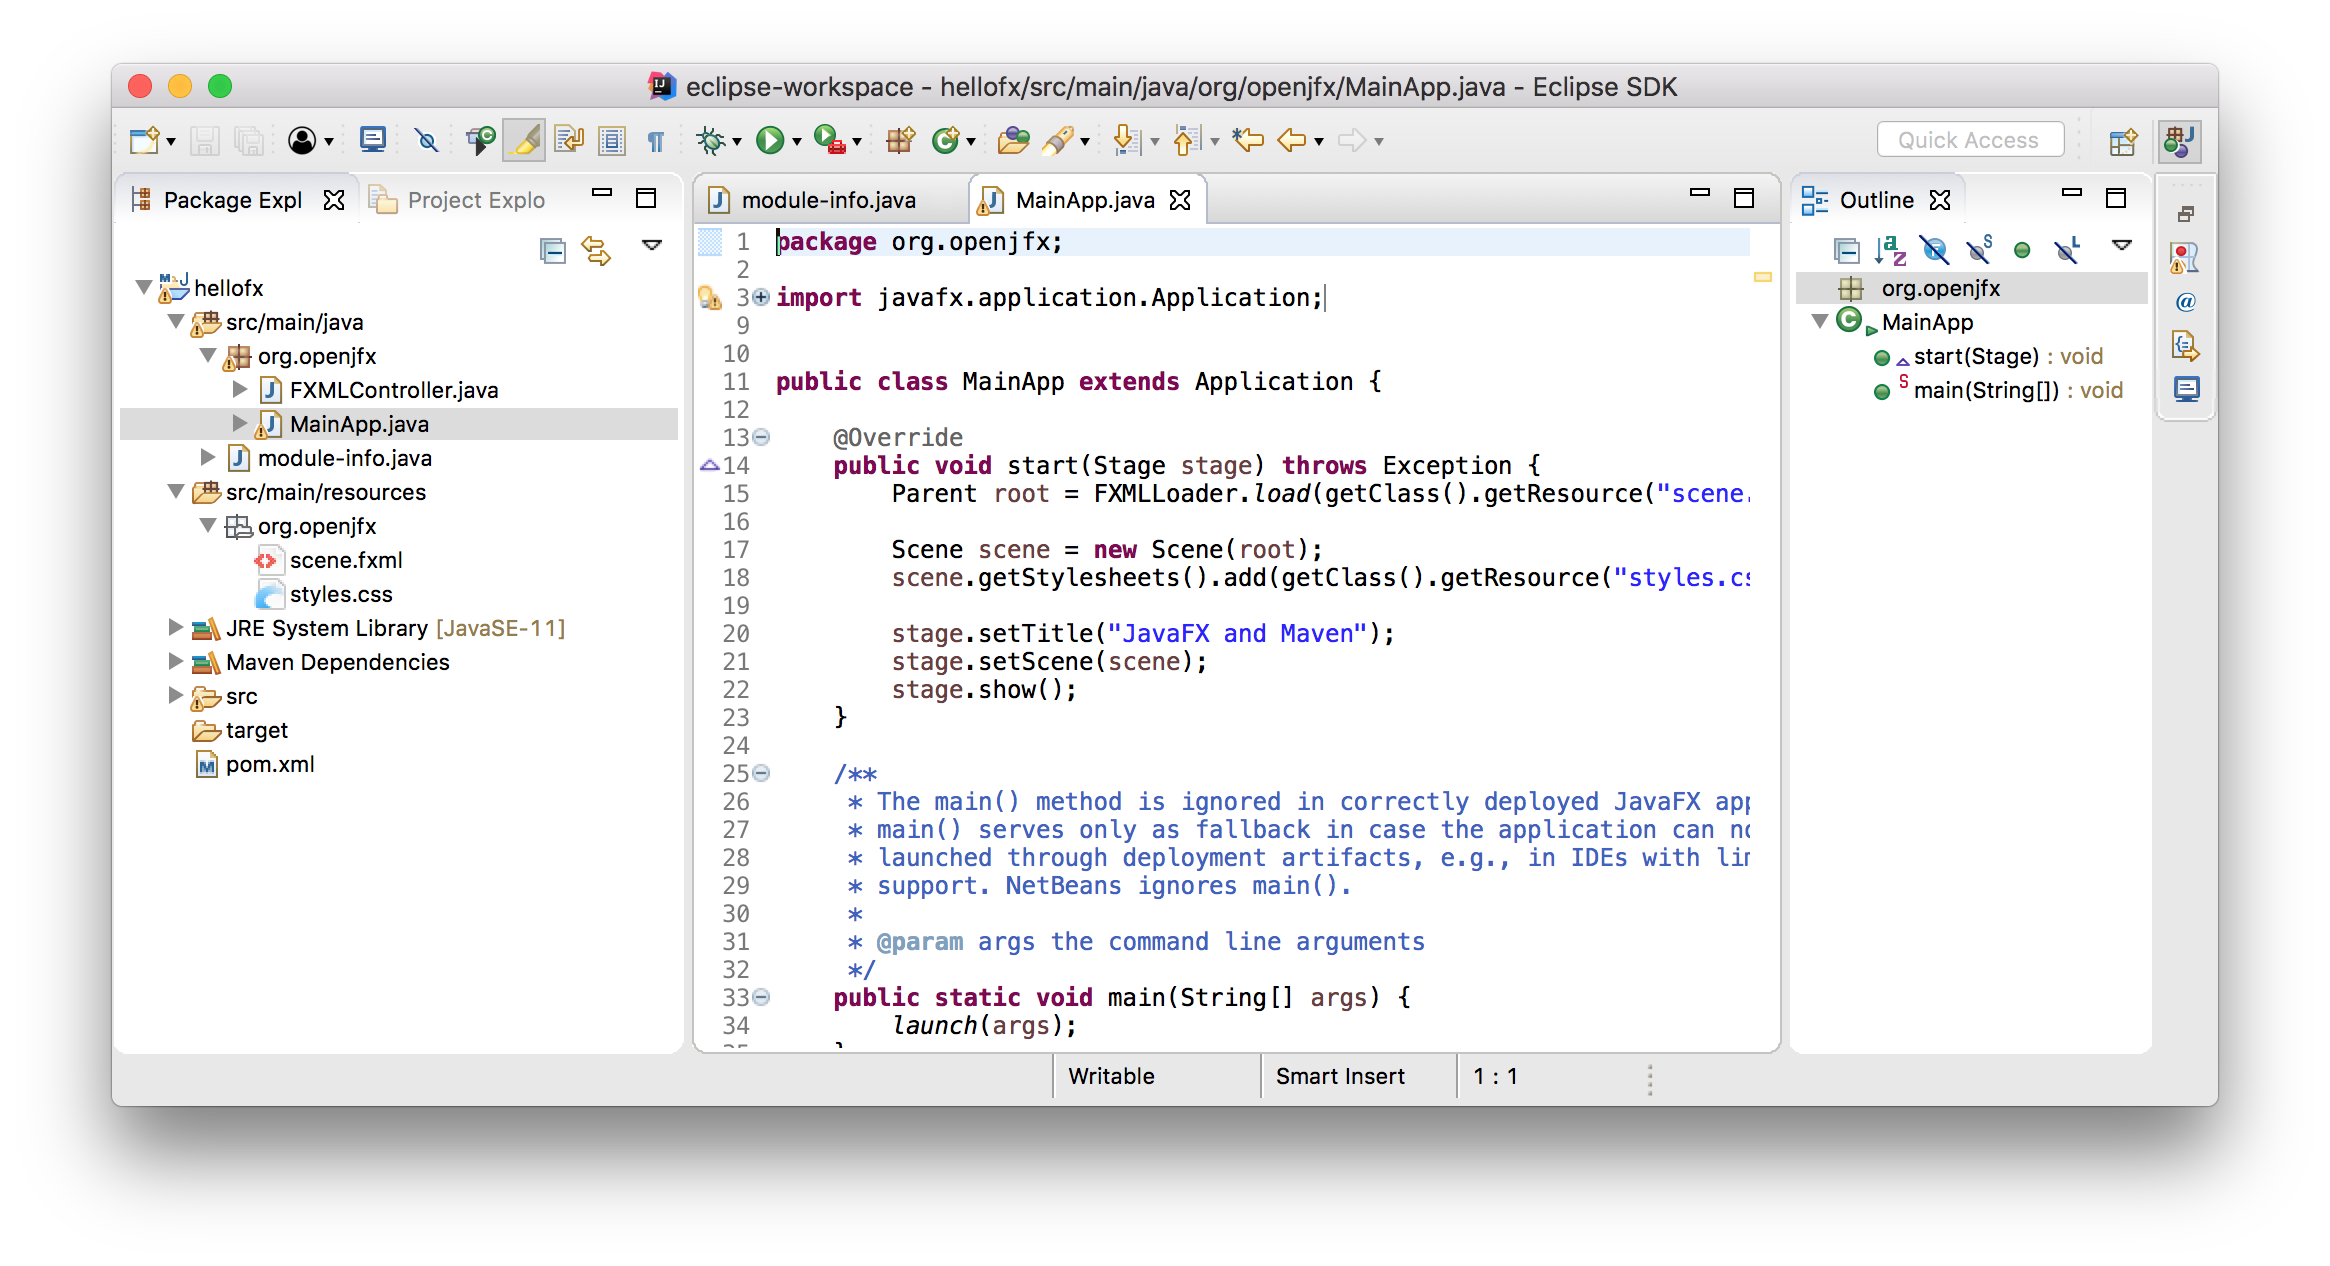 eclipse-workspace - hellofx/src/main/java/org/openjfx/MainApp.java - Eclipse SDK
Quick Access
Package Expl
Project Explo
hellofx
src/main/java
org.openjfx
FXMLController.java
MainApp.java
module-info.java
src/main/resources
org.openjfx
scene.fxml
styles.css
JRE System Library [JavaSE-11]
Maven Dependencies
src
target
pom.xml
module-info.java
MainApp.java
1 package org.openjfx;
2
3 import javafx.application.Application;
9
10
11 public class MainApp extends Application {
12
13     @Override
14     public void start(Stage stage) throws Exception {
15         Parent root = FXMLLoader.load(getClass().getResource("scene.
16
17         Scene scene = new Scene(root);
18         scene.getStylesheets().add(getClass().getResource("styles.cs
19
20         stage.setTitle("JavaFX and Maven");
21         stage.setScene(scene);
22         stage.show();
23     }
24
25     /**
26      * The main() method is ignored in correctly deployed JavaFX app
27      * main() serves only as fallback in case the application can no
28      * launched through deployment artifacts, e.g., in IDEs with lim
29      * support. NetBeans ignores main().
30      *
31      * @param args the command line arguments
32      */
33     public static void main(String[] args) {
34         launch(args);
Outline
org.openjfx
MainApp
start(Stage) : void
main(String[]) : void
Writable
Smart Insert
1 : 1